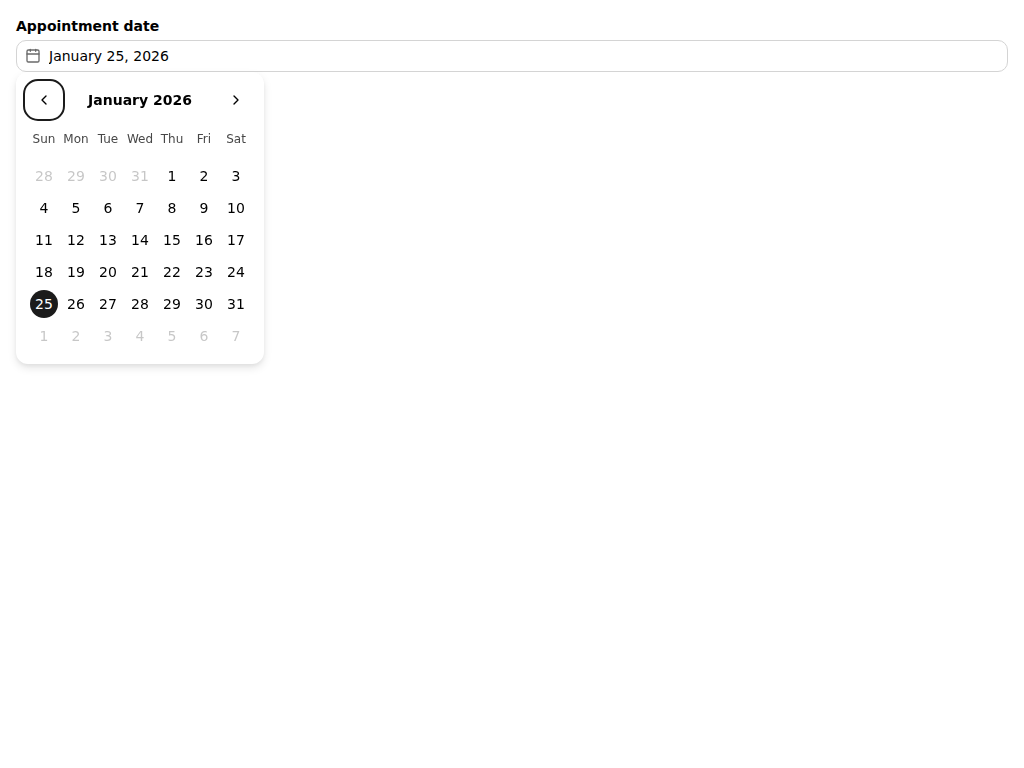 Appointment date
January 25, 2026
January 2026
Sun Mon Tue Wed Thu Fri Sat
28 29 30 31 1 2 3
4 5 6 7 8 9 10
11 12 13 14 15 16 17
18 19 20 21 22 23 24
25 26 27 28 29 30 31
1 2 3 4 5 6 7